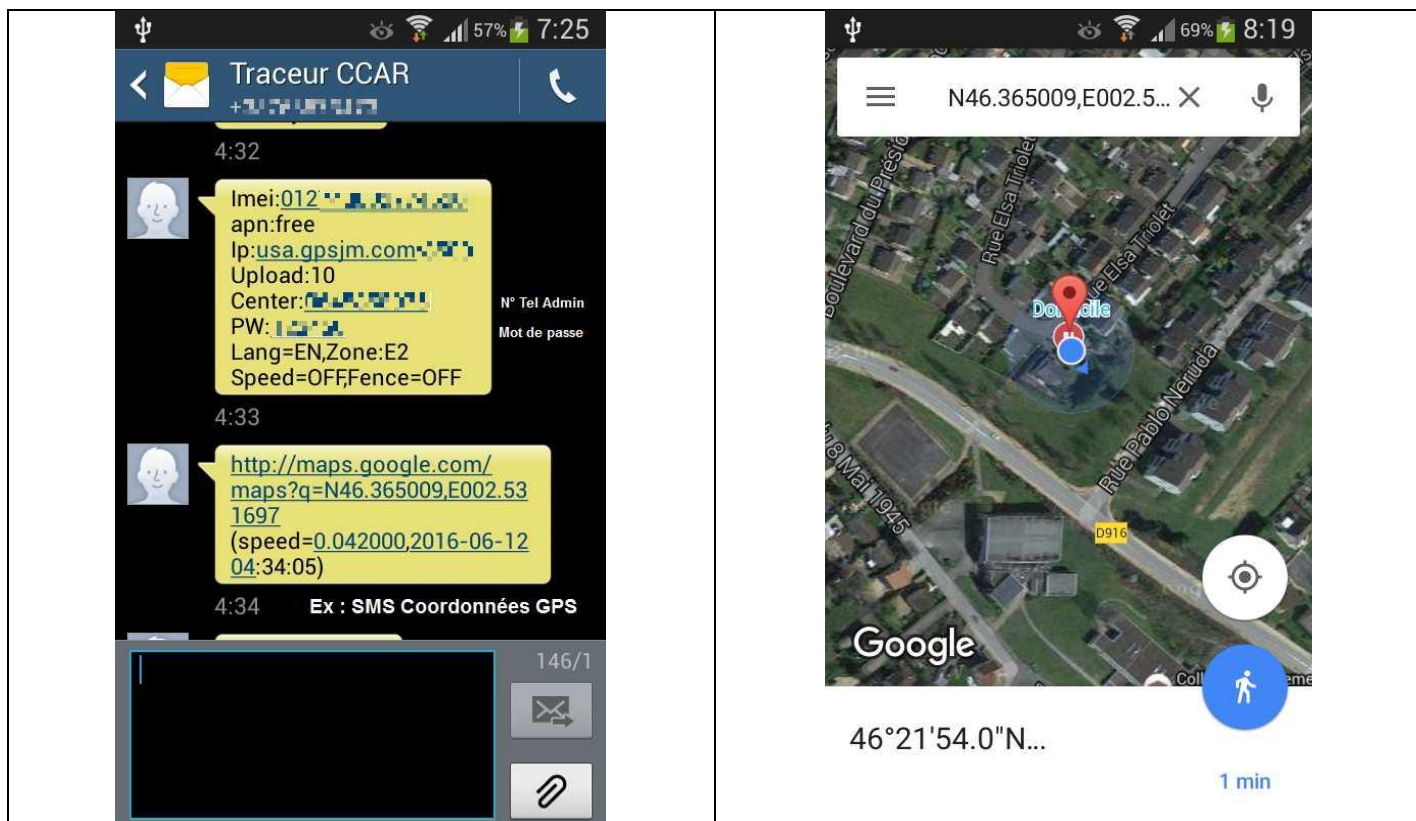 57% 7:25
Traceur CCAR
4:32
Imei:012
apn:free
Ip:usa.gpsjm.com
Upload:10
Center:
N° Tel Admin
PW:
Mot de passe
Lang=EN,Zone:E2
Speed=OFF,Fence=OFF
4:33
http://maps.google.com/
maps?q=N46.365009,E002.53
1697
(speed=0.042000,2016-06-12
04:34:05)
4:34
Ex : SMS Coordonnées GPS
146/1
69% 8:19
N46.365009,E002.5...
Boulevard du Présid
Rue Elsa Triolet
Rue Elsa Triolet
Domicile
Rue Pablo Neruda
du 8 Mai 1945
D916
Google
Coll
46°21'54.0"N...
1 min